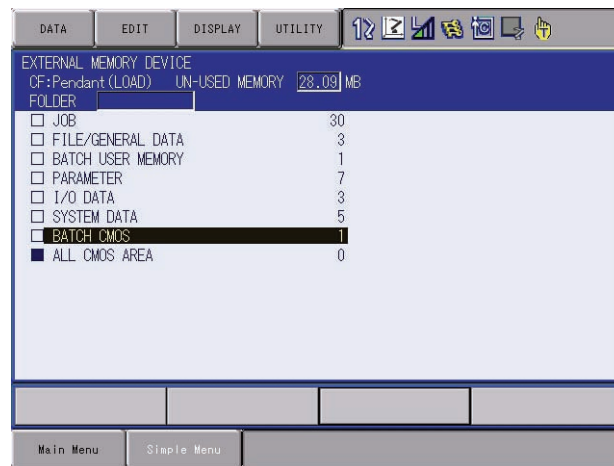 DATA EDIT DISPLAY UTILITY
EXTERNAL MEMORY DEVICE
CF:Pendant(LOAD) UN-USED MEMORY 28.09 MB
FOLDER
JOB 30
FILE/GENERAL DATA 3
BATCH USER MEMORY 1
PARAMETER 7
I/O DATA 3
SYSTEM DATA 5
BATCH CMOS 1
ALL CMOS AREA 0
Main Menu Simple Menu